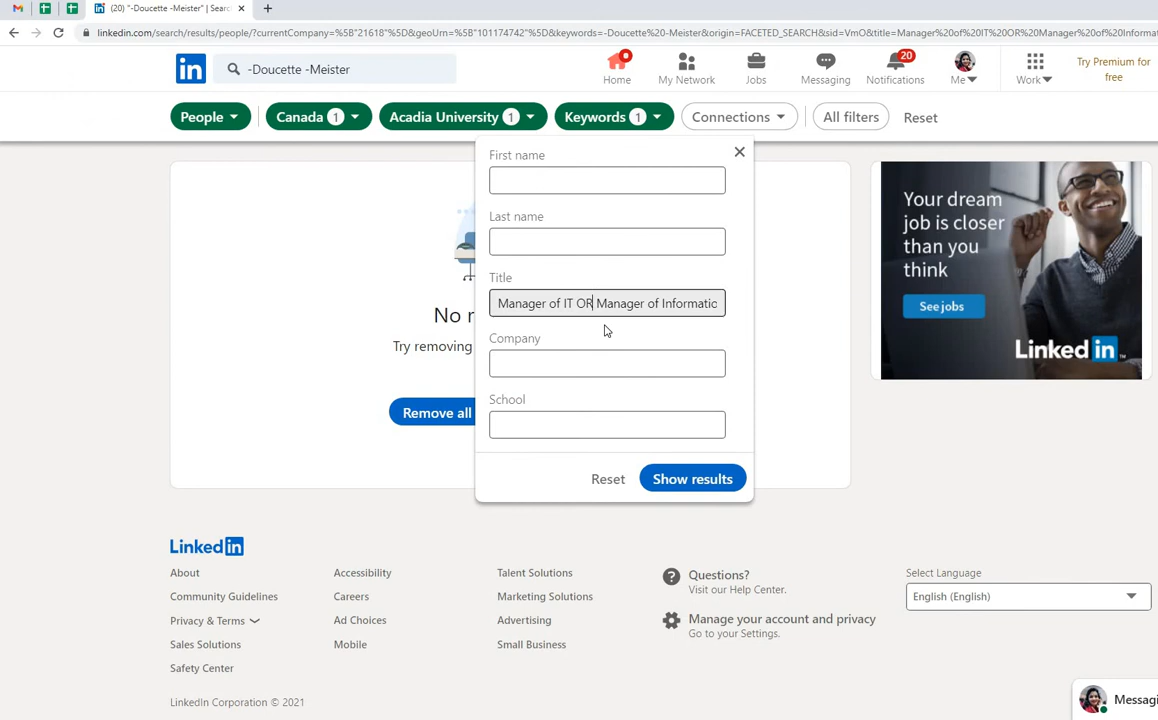 (20) "-Doucette -Meister" | Searc
linkedin.com/search/results/people/?currentCompany=%5B"21618"%5D&geoUrn=%5B"101174742"%5D&keywords=-Doucette%20-Meister&origin=FACETED_SEARCH&sid=VmO&title=Manager%20of%20IT%20OR%20Manager%20of%20Informat
in
-Doucette -Meister
Home
My Network
Jobs
Messaging
20
Notifications
Me
Work
Try Premium for
free
People
Canada 1
Acadia University 1
Keywords 1
Connections
All filters
Reset
First name
Last name
Title
Manager of IT OR Manager of Informatic
Company
School
Reset
Show results
No r
Try removing
Remove all
Your dream
job is closer
than you
think
See jobs
Linked in
Linked in
About
Community Guidelines
Privacy & Terms
Sales Solutions
Safety Center
Accessibility
Careers
Ad Choices
Mobile
Talent Solutions
Marketing Solutions
Advertising
Small Business
Questions?
Visit our Help Center.
Manage your account and privacy
Go to your Settings.
Select Language
English (English)
LinkedIn Corporation © 2021
Messagi